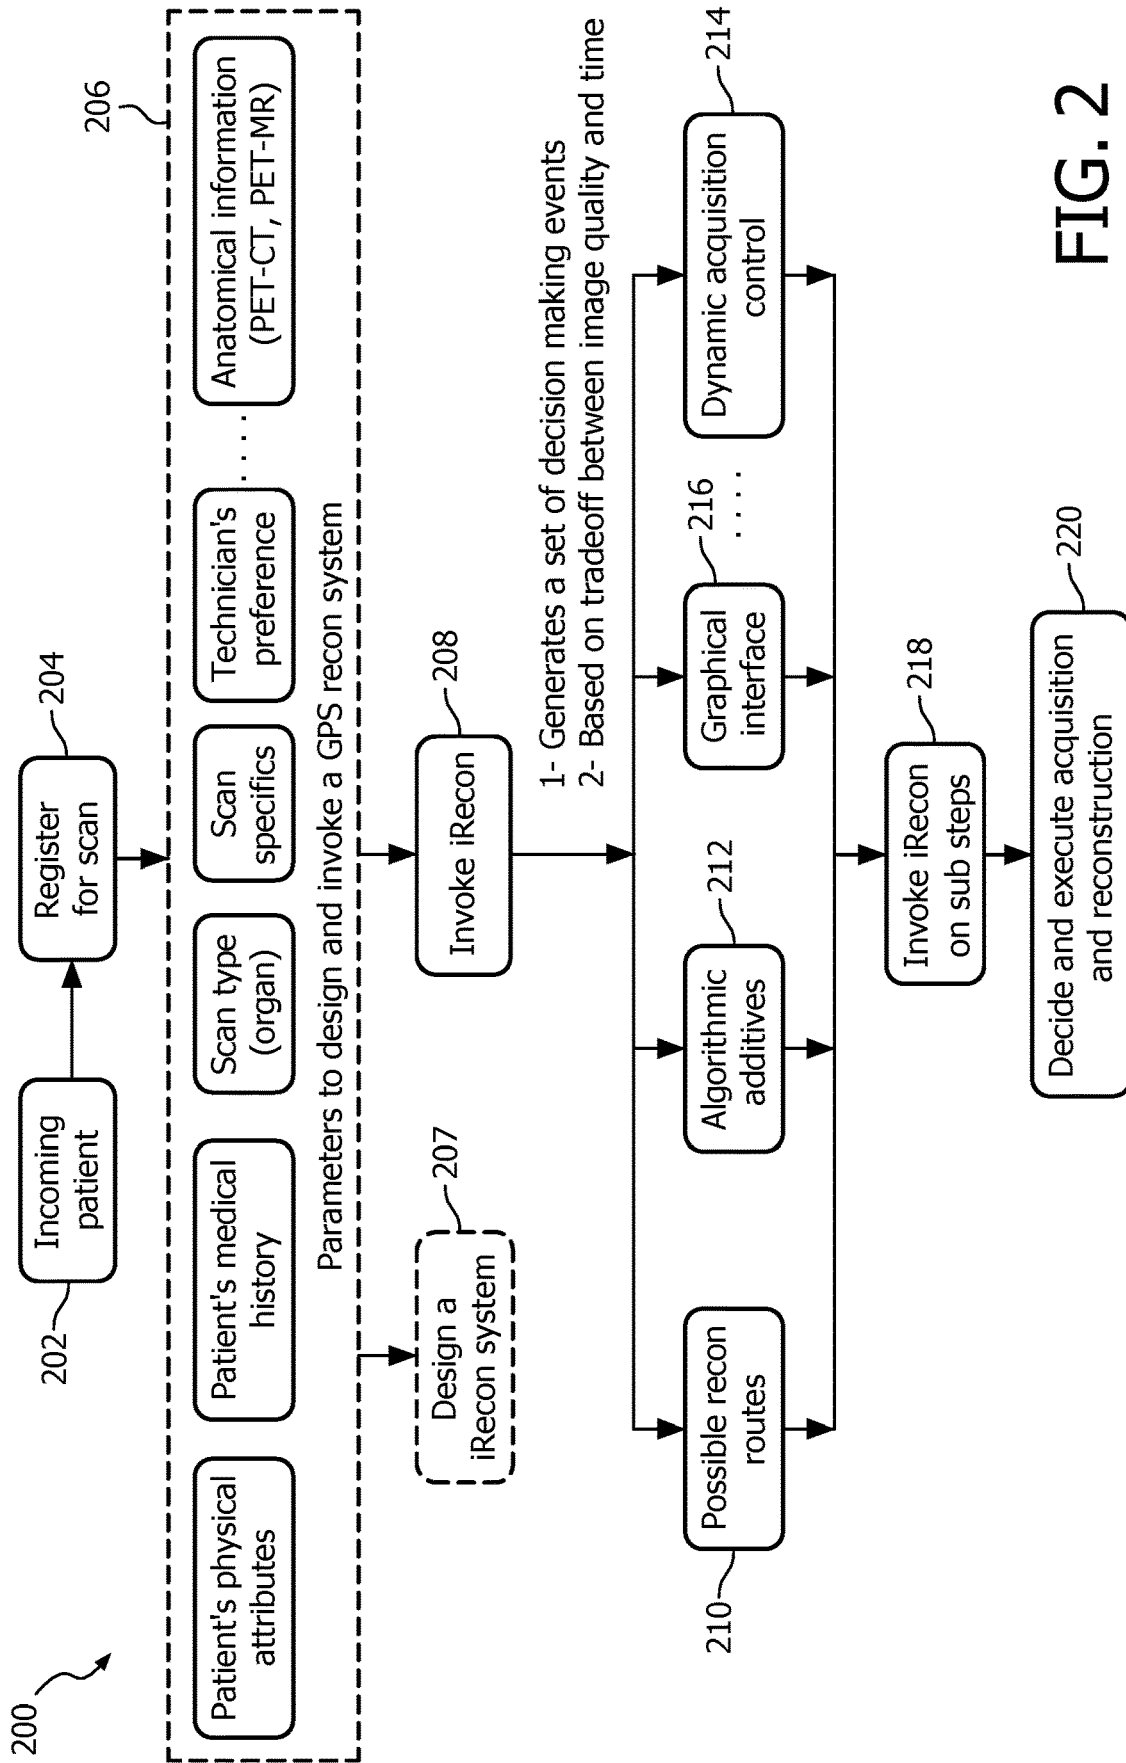 200
202
Incoming
patient
Register
for scan
204
206
Patient's physical
attributes
Patient's medical
history
Scan type
(organ)
Scan
specifics
Technician's
preference
. . . . .
Anatomical information
(PET-CT, PET-MR)
Parameters to design and invoke a GPS recon system
Design a
iRecon system
207
Invoke iRecon
208
1- Generates a set of decision making events
2- Based on tradeoff between image quality and time
210
Possible recon
routes
Algorithmic
additives
212
Graphical
interface
216
. . . . .
Dynamic acquisition
control
214
Invoke iRecon
on sub steps
218
Decide and execute acquisition
and reconstruction
220
FIG. 2